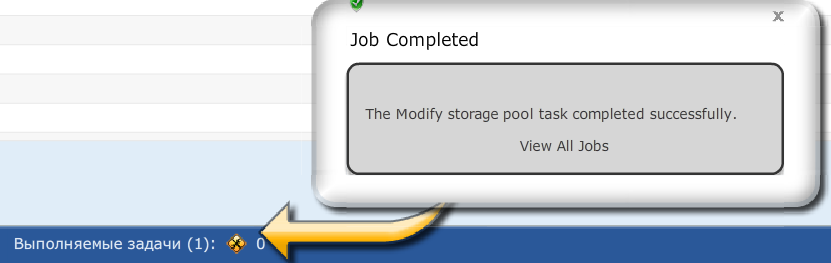 x
Job Completed
The Modify storage pool task completed successfully.
View All Jobs
Выполняемые задачи (1): 0